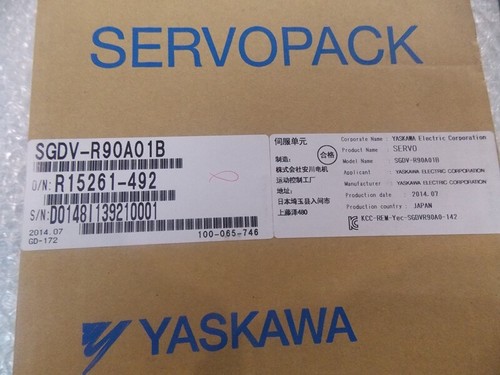 SERVOPACK
SGDV-R90A01B
O/N: R15261-492
S/N: D0148I139210001
2014.07
GD-172
100-065-746
伺服单元
制造:
株式会社安川电机
运动控制工厂
地址:
日本埼玉县入间市
上藤泽480
合格
Corporate Name : YASKAWA Electric Corporation
Product Name : SERVO
Model Name : SGDV-R90A01B
Applicant : YASKAWA ELECTRIC CORPORATION
Manufacturer : YASKAWA ELECTRIC CORPORATION
Production date : 2014.07
Production country : JAPAN
KCC-REM-Yec-SGDVR90A0-142
YASKAWA